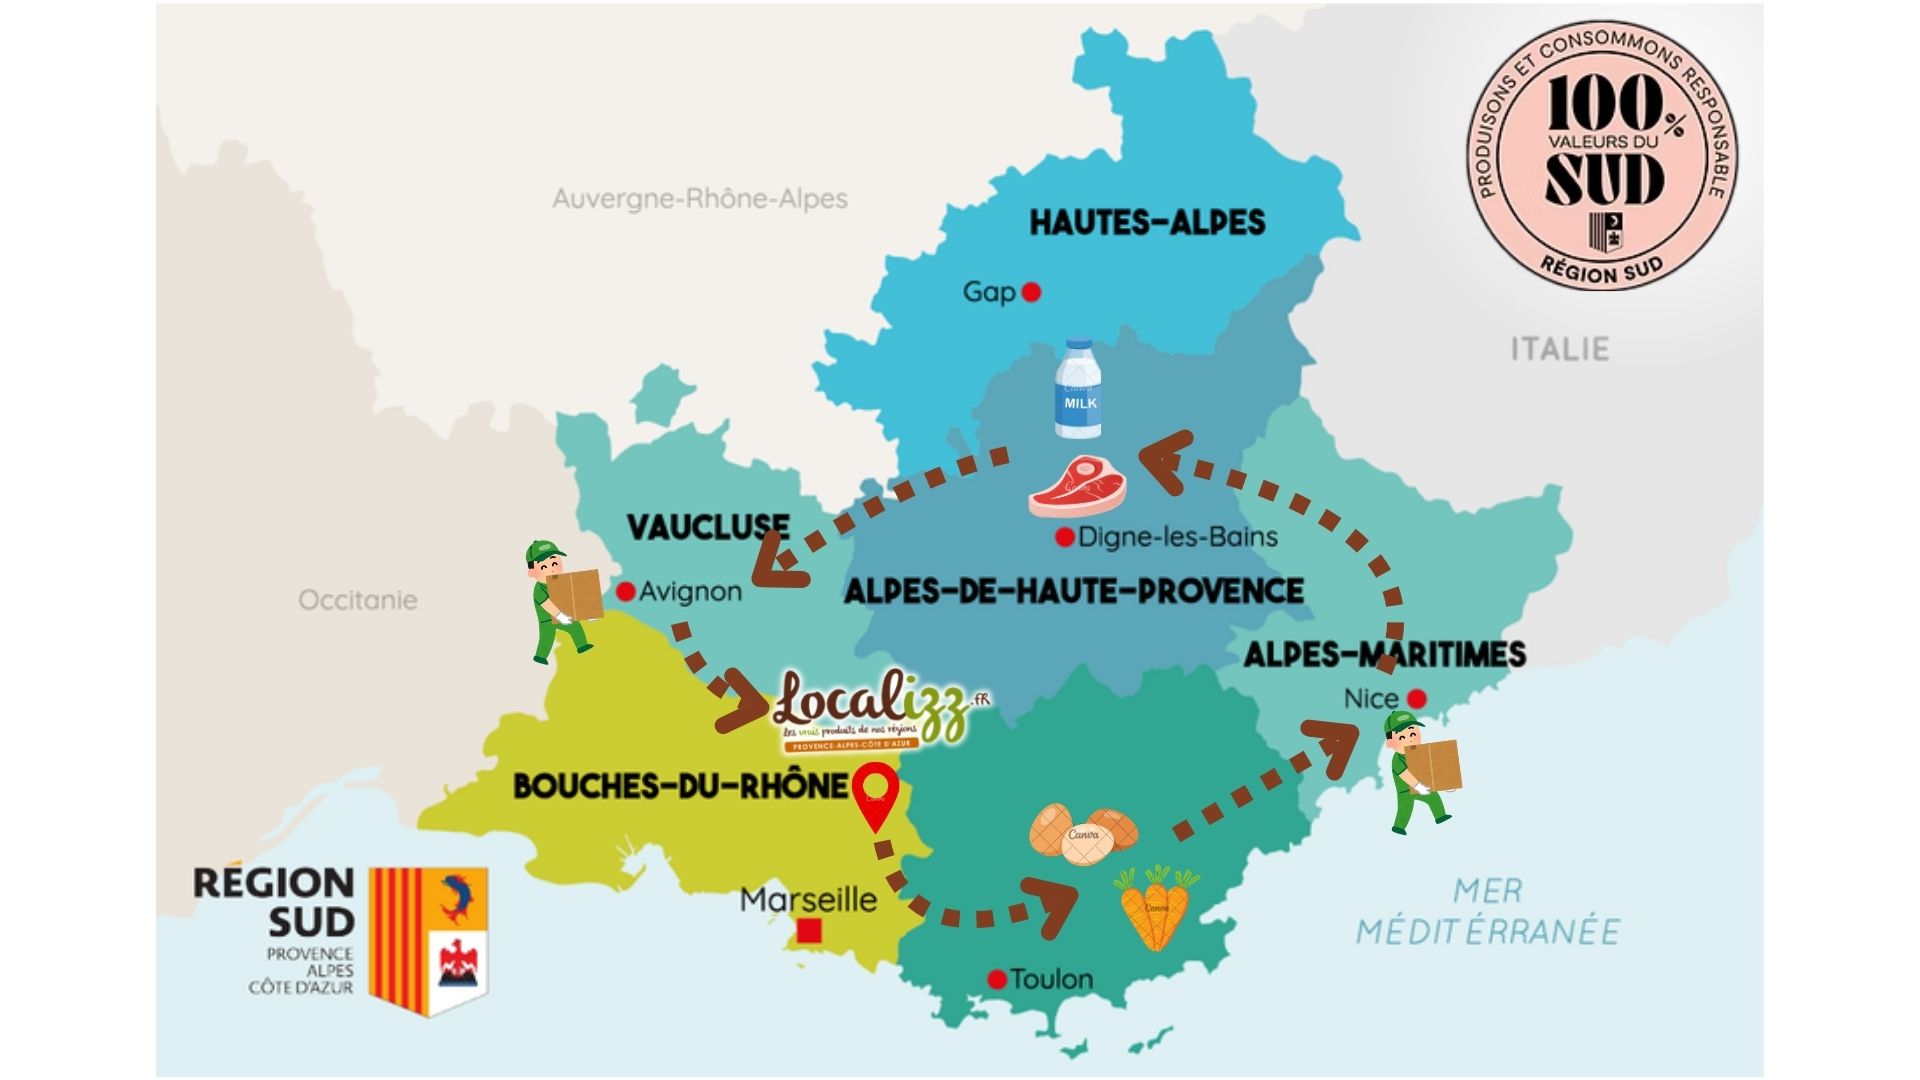 PRODUISONS ET CONSOMMONS RESPONSABLE
100%
VALEURS DU
SUD
RÉGION SUD
Auvergne-Rhône-Alpes
HAUTES-ALPES
Gap
ITALIE
MILK
Canva
VAUCLUSE
Digne-les-Bains
Avignon
ALPES-DE-HAUTE-PROVENCE
Occitanie
ALPES-MARITIMES
Nice
Localizz.fR
les vrais produits de nos régions
PROVENCE-ALPES-CÔTE D'AZUR
BOUCHES-DU-RHÔNE
Canva
Canva
Marseille
RÉGION
SUD
PROVENCE
ALPES
CÔTE D'AZUR
MER
MÉDITÉRRANÉE
Toulon